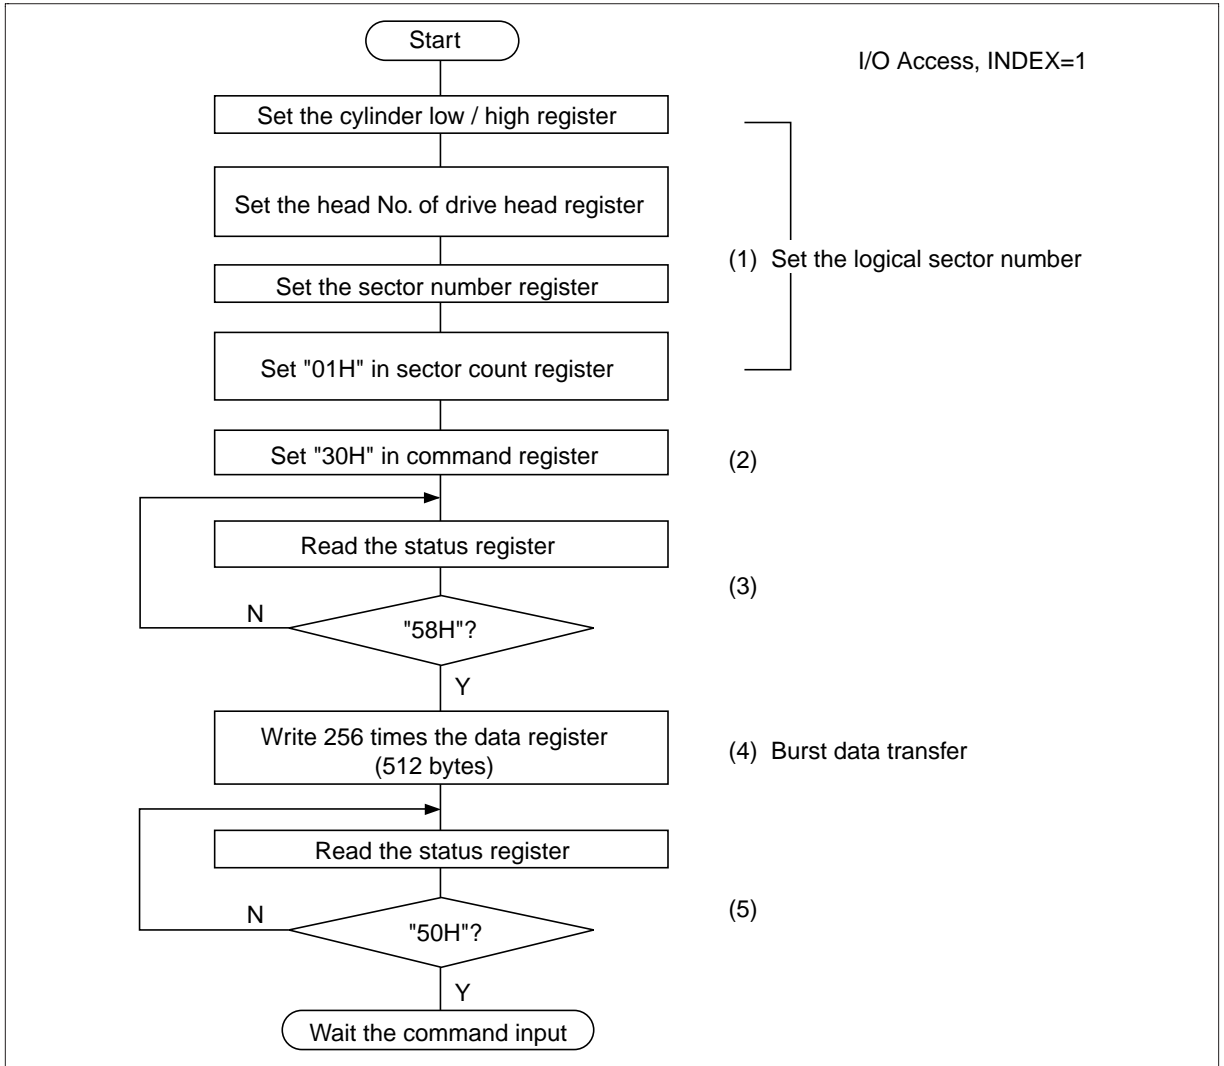 Start
I/O Access, INDEX=1
Set the cylinder low / high register
Set the head No. of drive head register
(1) Set the logical sector number
Set the sector number register
Set "01H" in sector count register
Set "30H" in command register
(2)
Read the status register
(3)
N
"58H"?
Y
Write 256 times the data register
(512 bytes)
(4) Burst data transfer
Read the status register
(5)
N
"50H"?
Y
Wait the command input